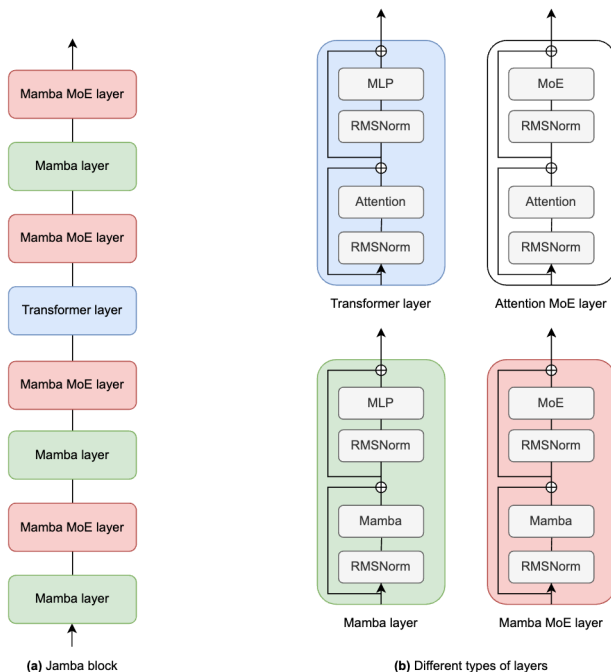 Mamba MoE layer
Mamba layer
Mamba MoE layer
Transformer layer
Mamba MoE layer
Mamba layer
Mamba MoE layer
Mamba layer
(a) Jamba block
MLP
RMSNorm
Attention
RMSNorm
Transformer layer
MoE
RMSNorm
Attention
RMSNorm
Attention MoE layer
MLP
RMSNorm
Mamba
RMSNorm
Mamba layer
MoE
RMSNorm
Mamba
RMSNorm
Mamba MoE layer
(b) Different types of layers